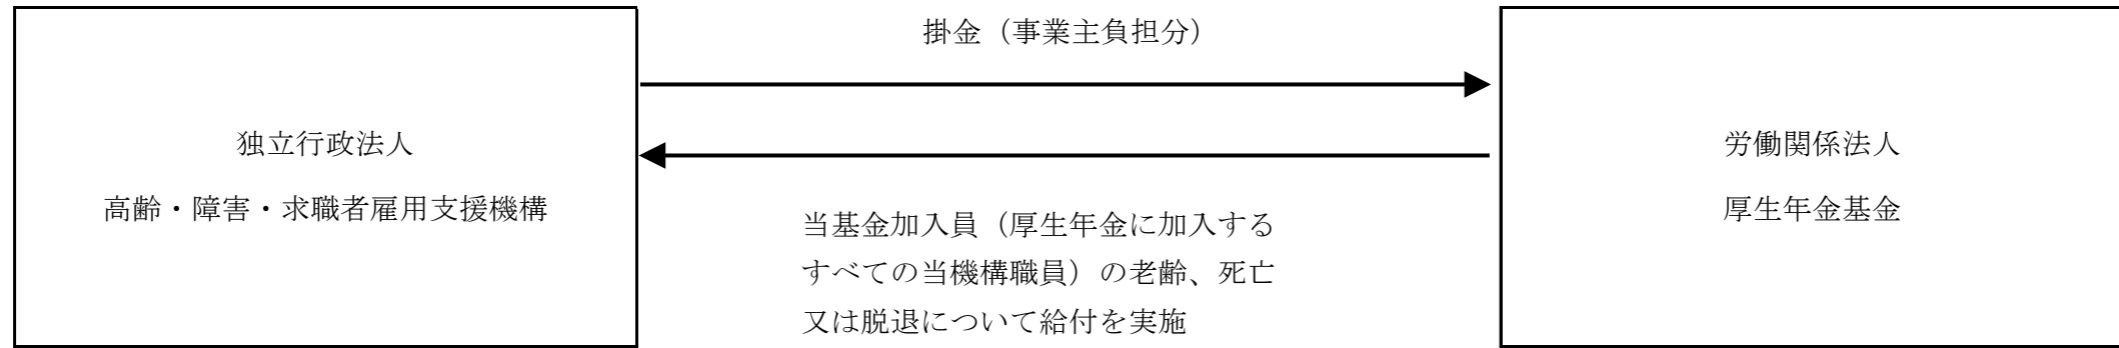 掛金（事業主負担分）
独立行政法人
高齢・障害・求職者雇用支援機構
当基金加入員（厚生年金に加入する
すべての当機構職員）の老齢、死亡
又は脱退について給付を実施
労働関係法人
厚生年金基金